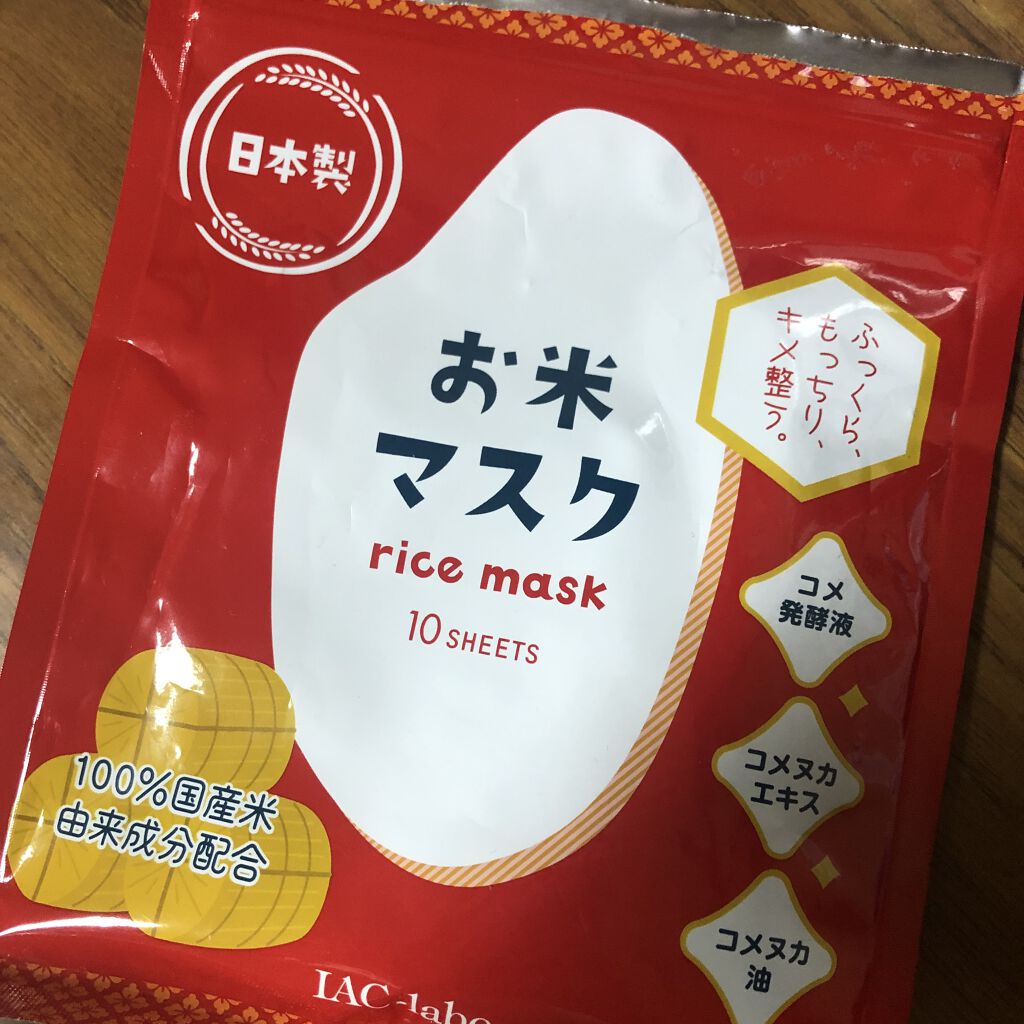 日本製
お米
マスク
rice mask
10 SHEETS
ふっくら、
もっちり、
キメ整う。
コメ
発酵液
コメヌカ
エキス
コメヌカ
油
100%国産米
由来成分配合
IAC labo